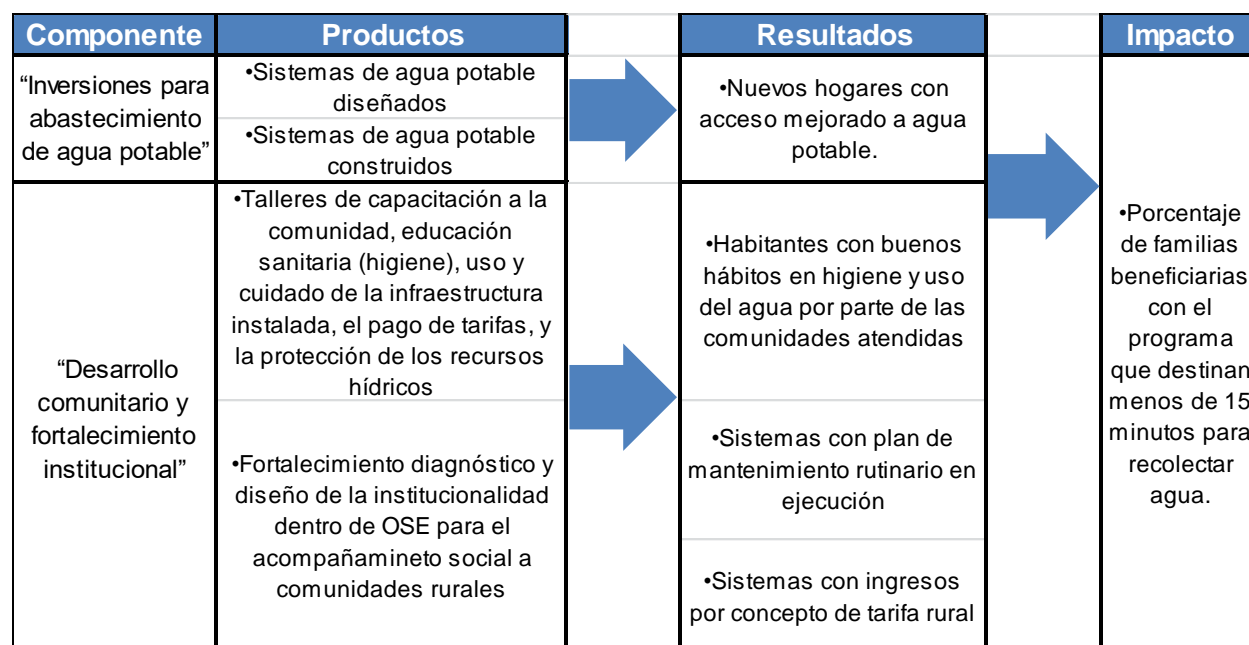 Componente
Productos
Resultados
Impacto
“Inversiones para
abastecimiento
de agua potable”
•Sistemas de agua potable
diseñados
•Sistemas de agua potable
construidos
•Nuevos hogares con
acceso mejorado a agua
potable.
“Desarrollo
comunitario y
fortalecimiento
institucional”
•Talleres de capacitación a la
comunidad, educación
sanitaria (higiene), uso y
cuidado de la infraestructura
instalada, el pago de tarifas, y
la protección de los recursos
hídricos
•Fortalecimiento diagnóstico y
diseño de la institucionalidad
dentro de OSE para el
acompañamineto social a
comunidades rurales
•Habitantes con buenos
hábitos en higiene y uso
del agua por parte de las
comunidades atendidas
•Sistemas con plan de
mantenimiento rutinario en
ejecución
•Sistemas con ingresos
por concepto de tarifa rural
•Porcentaje
de familias
beneficiarias
con el
programa
que destinan
menos de 15
minutos para
recolectar
agua.